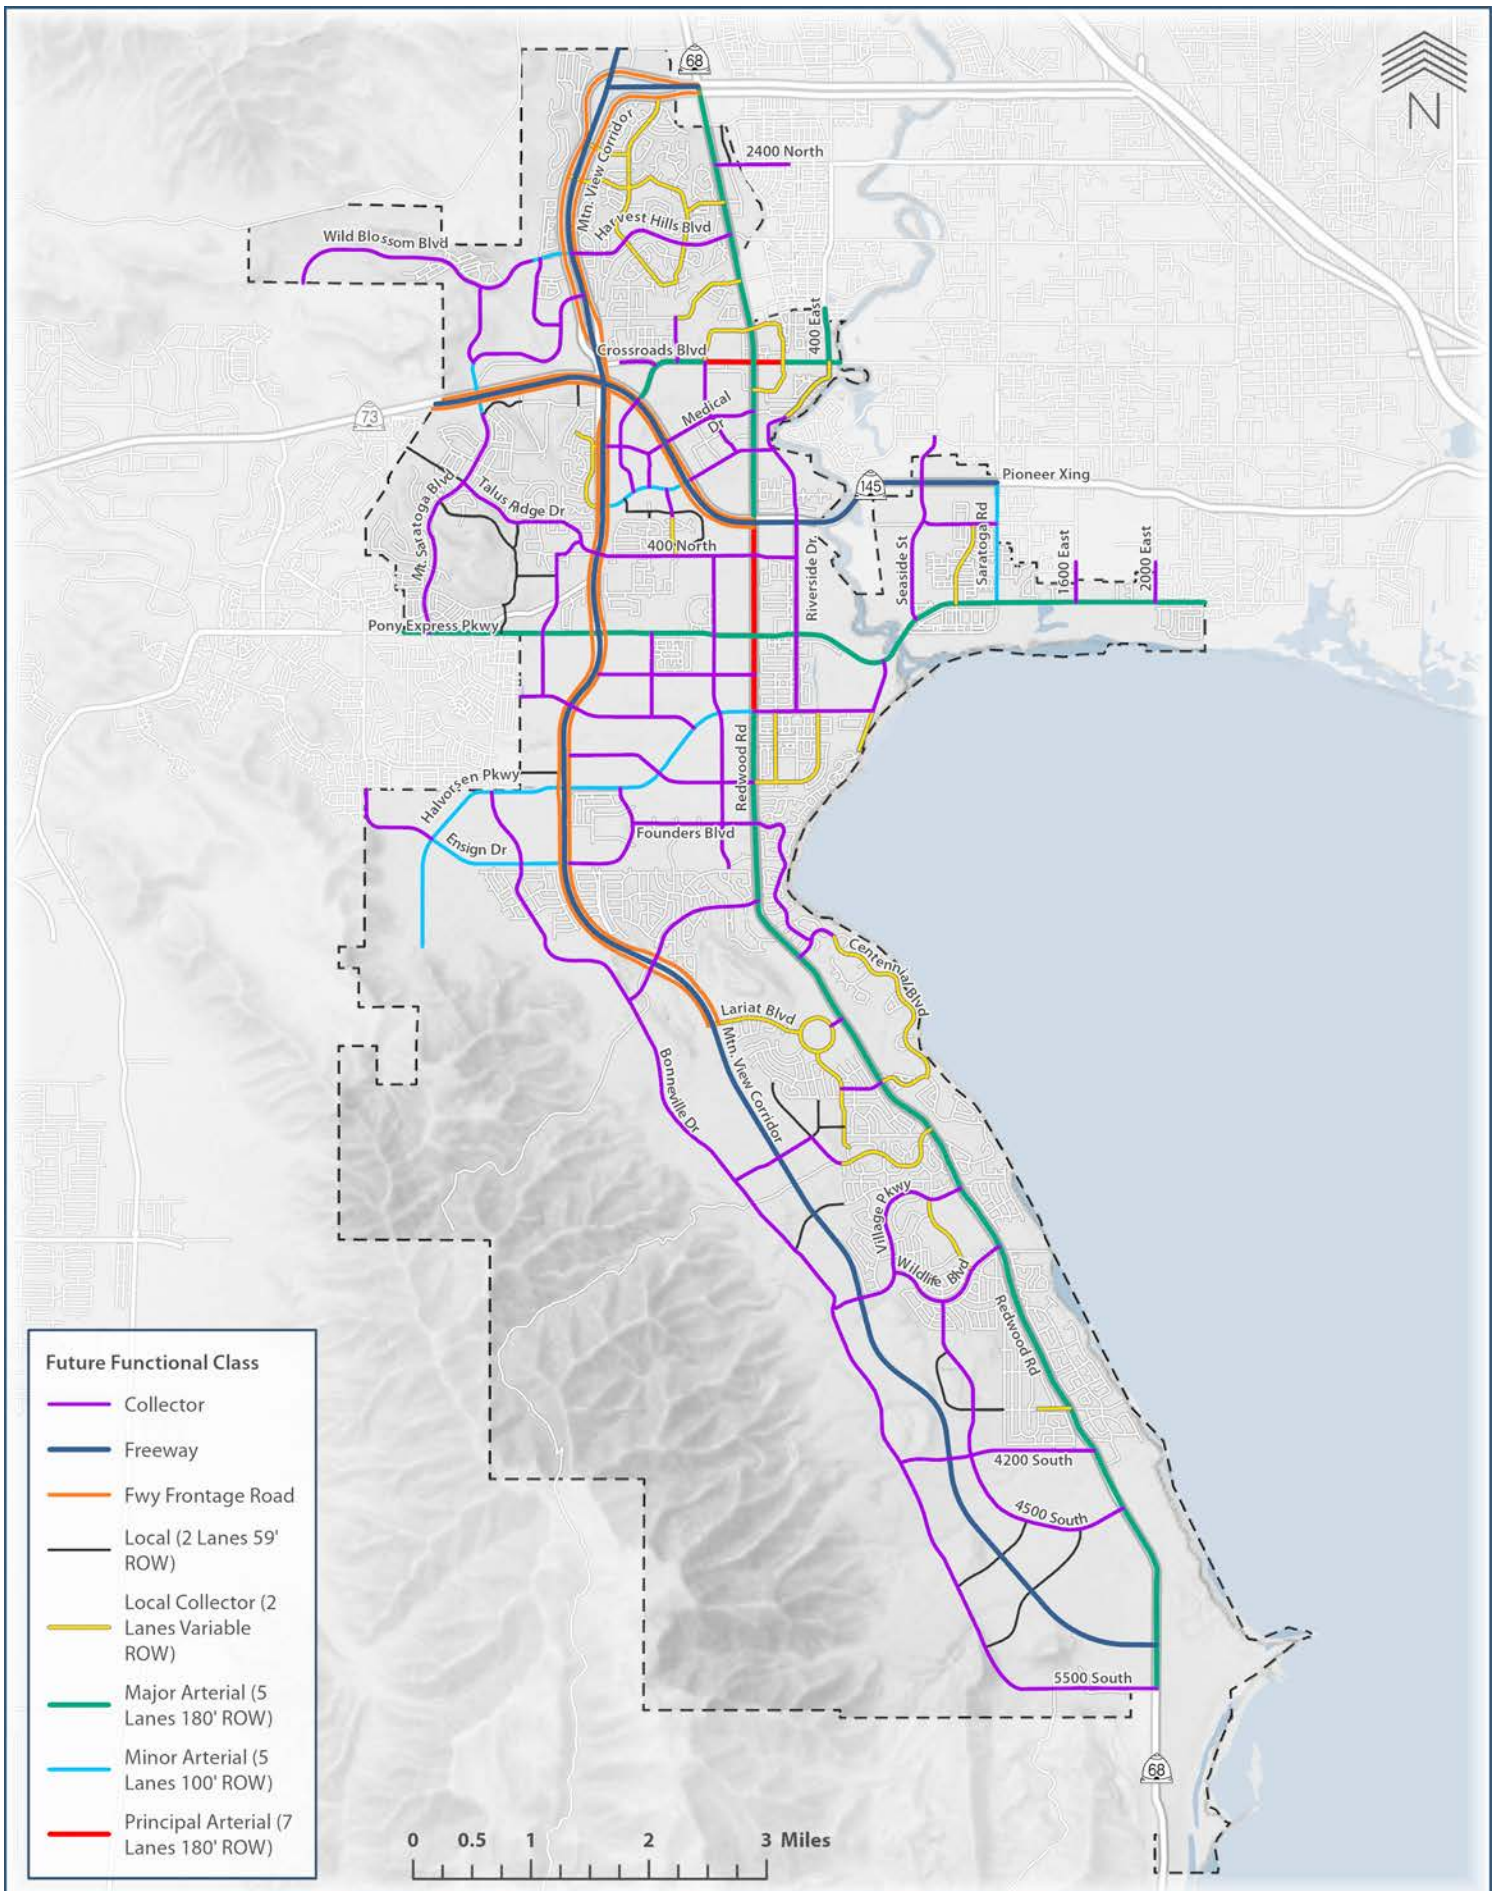 68
N
2400 North
Mtn. View Corridor
Harvest Hills Blvd
Wild Blossom Blvd
400 East
Crossroads Blvd
73
Medical
Dr
Pioneer Xing
145
Mt. Saratoga Blvd
Talus Ridge Dr
400 North
Riverside Dr.
Seaside St
Saratoga Rd
1600 East
2000 East
Pony Express Pkwy
Redwood Rd
Halvorsen Pkwy
Founders Blvd
Ensign Dr
Centennial Blvd
Lariat Blvd
Mtn. View Corridor
Bonneville Dr
Village Pkwy
Wildlife Blvd
Redwood Rd
4200 South
4500 South
5500 South
68
Future Functional Class
Collector
Freeway
Fwy Frontage Road
Local (2 Lanes 59'
ROW)
Local Collector (2
Lanes Variable
ROW)
Major Arterial (5
Lanes 180' ROW)
Minor Arterial (5
Lanes 100' ROW)
Principal Arterial (7
Lanes 180' ROW)
0 0.5 1 2 3 Miles